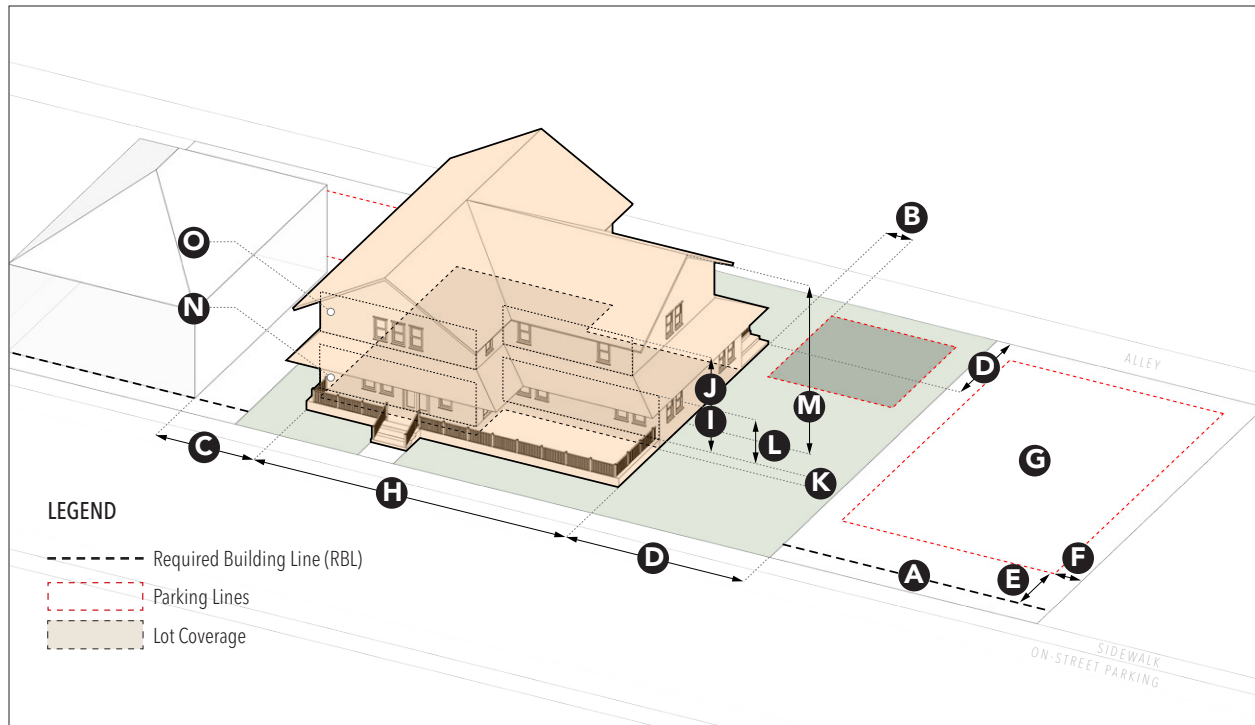 B
O
N
ALLEY
D
J
M
I
L
G
C
K
H
LEGEND
Required Building Line (RBL)
D
A
E
F
Parking Lines
Lot Coverage
SIDEWALK
ON-STREET PARKING